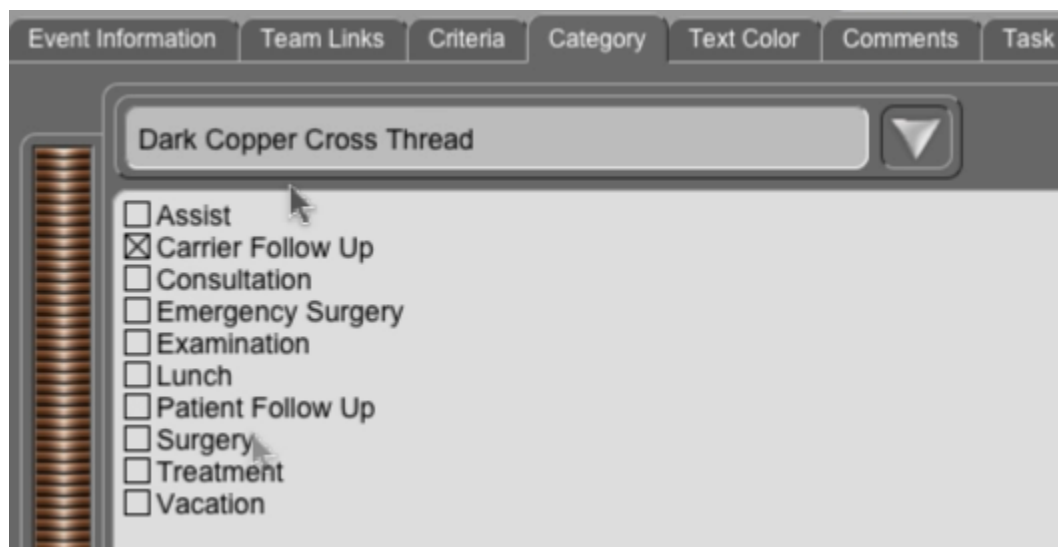 Event Information Team Links Criteria Category Text Color Comments Task
Dark Copper Cross Thread
Assist
Carrier Follow Up
Consultation
Emergency Surgery
Examination
Lunch
Patient Follow Up
Surgery
Treatment
Vacation